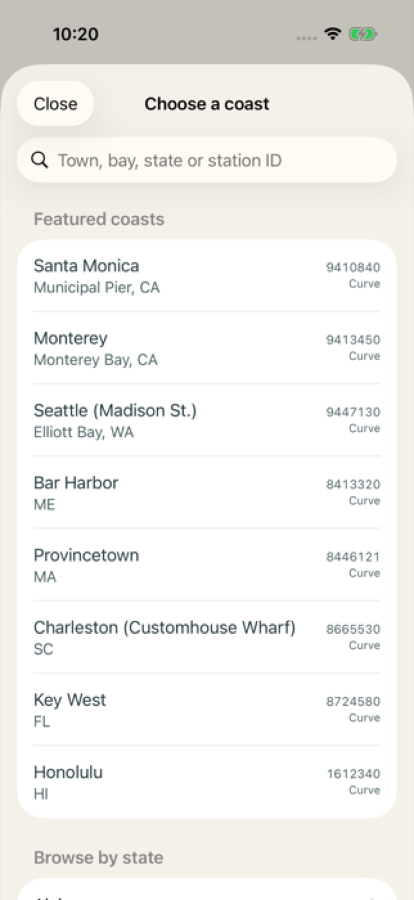 10:20
Close
Choose a coast
Town, bay, state or station ID
Featured coasts
Santa Monica
9410840
Municipal Pier, CA
Curve
Monterey
9413450
Monterey Bay, CA
Curve
Seattle (Madison St.)
9447130
Elliott Bay, WA
Curve
Bar Harbor
8413320
ME
Curve
Provincetown
8446121
MA
Curve
Charleston (Customhouse Wharf)
8665530
SC
Curve
Key West
8724580
FL
Curve
Honolulu
1612340
HI
Curve
Browse by state